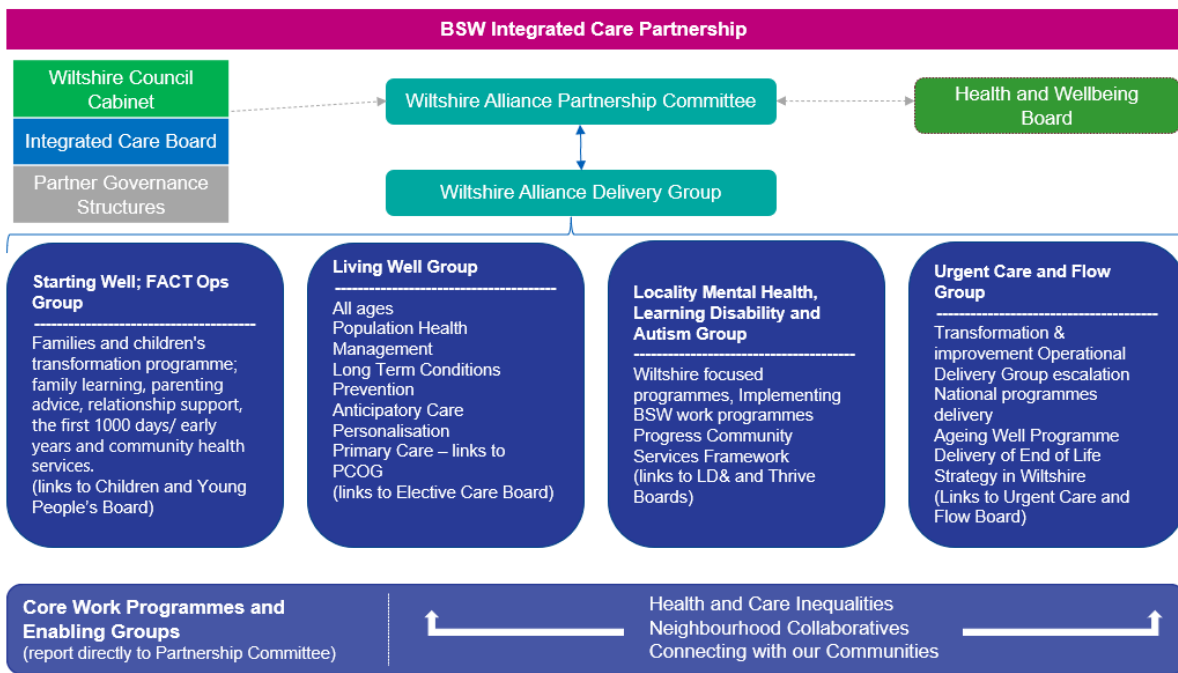 BSW Integrated Care Partnership
Wiltshire Council
Cabinet
Integrated Care Board
Partner Governance
Structures
Wiltshire Alliance Partnership Committee
Health and Wellbeing
Board
Wiltshire Alliance Delivery Group
Starting Well; FACT Ops
Group
Families and children's
transformation programme;
family learning, parenting
advice, relationship support,
the first 1000 days/ early
years and community health
services.
(links to Children and Young
People's Board)
Living Well Group
All ages
Population Health
Management
Long Term Conditions
Prevention
Anticipatory Care
Personalisation
Primary Care – links to
PCOG
(links to Elective Care Board)
Locality Mental Health,
Learning Disability and
Autism Group
Wiltshire focused
programmes, Implementing
BSW work programmes
Progress Community
Services Framework
(links to LD& and Thrive
Boards)
Urgent Care and Flow
Group
Transformation &
improvement Operational
Delivery Group escalation
National programmes
delivery
Ageing Well Programme
Delivery of End of Life
Strategy in Wiltshire
(Links to Urgent Care and
Flow Board)
Core Work Programmes and
Enabling Groups
(report directly to Partnership Committee)
Health and Care Inequalities
Neighbourhood Collaboratives
Connecting with our Communities